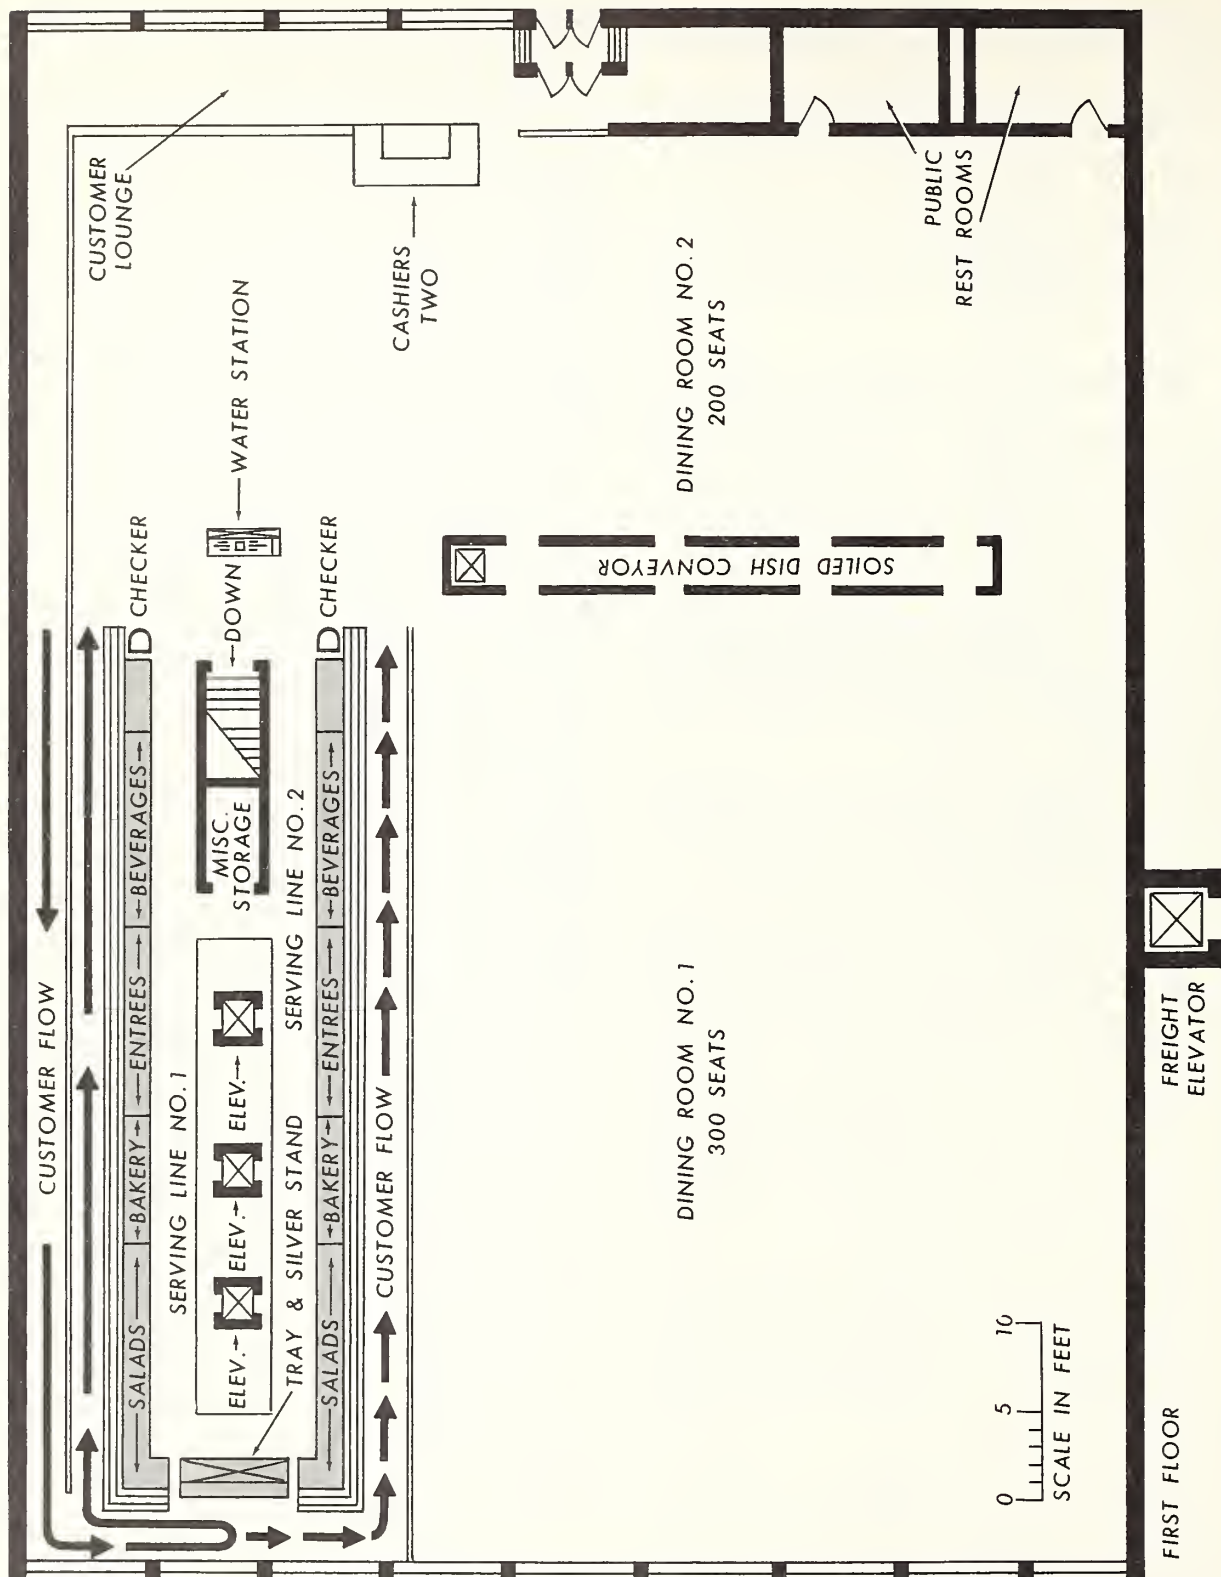 CUSTOMER FLOW
CUSTOMER
LOUNGE
SALADS
BAKERY
ENTREES
BEVERAGES
CHECKER
SERVING LINE NO. 1
ELEV.
ELEV.
ELEV.
MISC.
STORAGE
DOWN
WATER STATION
TRAY & SILVER STAND
SERVING LINE NO. 2
SALADS
BAKERY
ENTREES
BEVERAGES
CHECKER
CUSTOMER FLOW
CASHIERS
TWO
SOILED DISH CONVEYOR
DINING ROOM NO. 1
300 SEATS
DINING ROOM NO. 2
200 SEATS
PUBLIC
REST ROOMS
0 5 10
SCALE IN FEET
FIRST FLOOR
FREIGHT
ELEVATOR